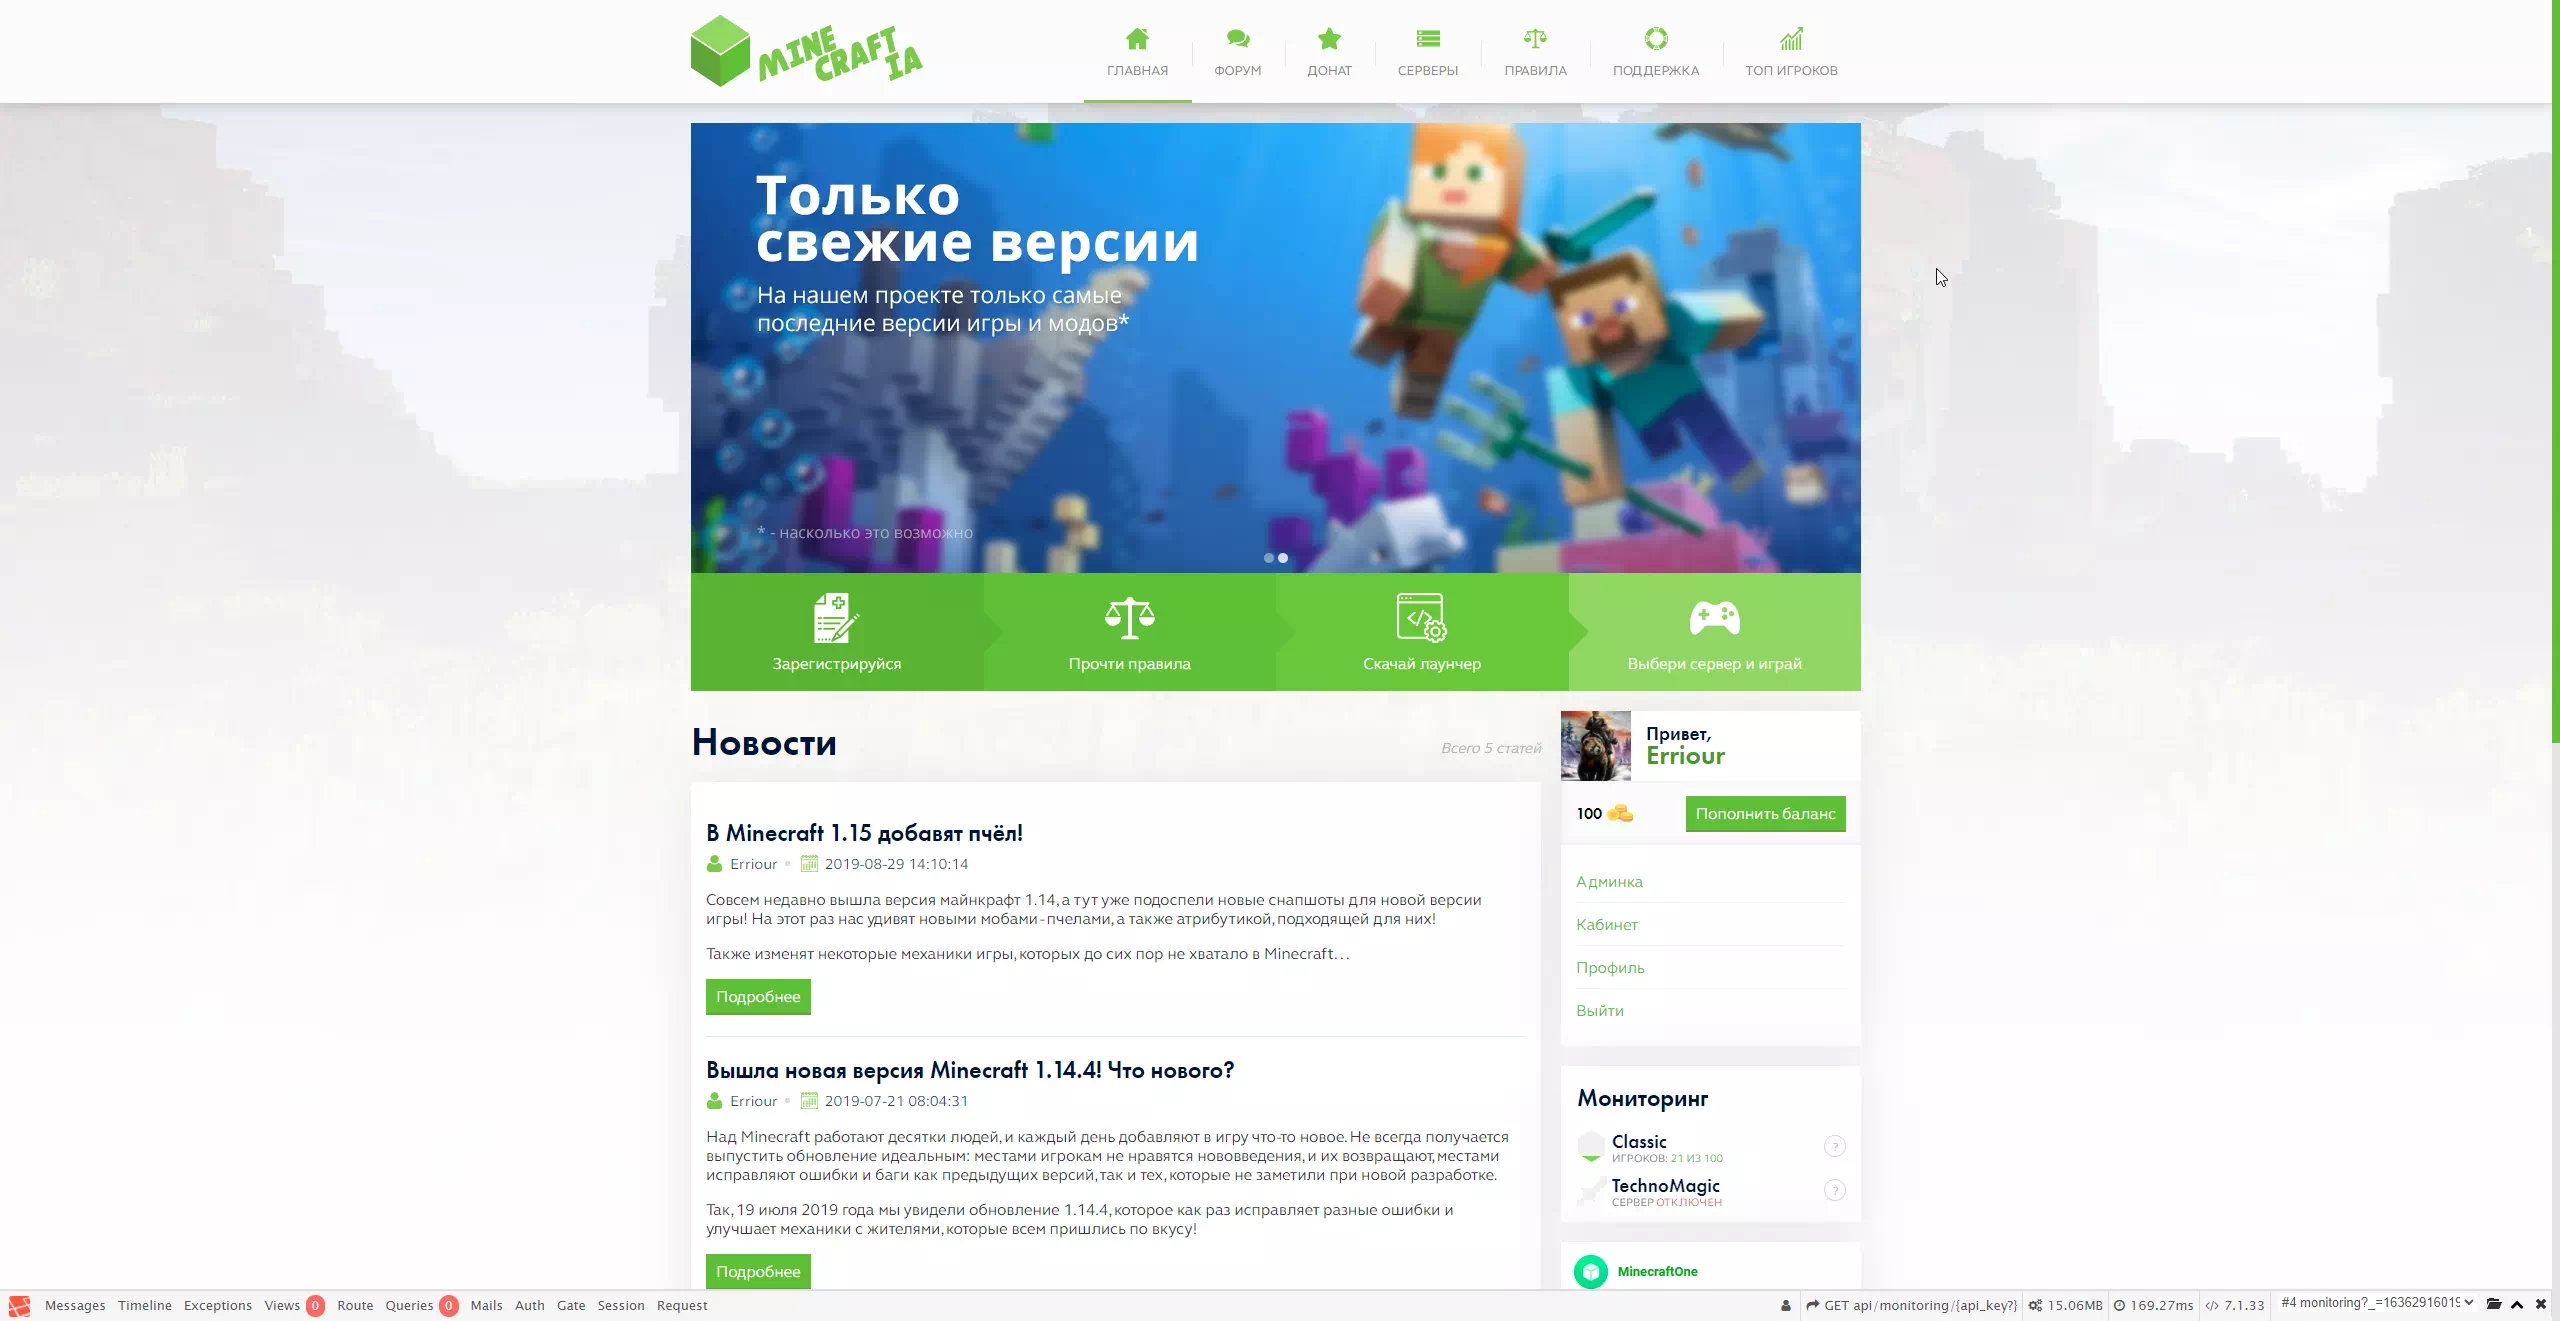 MINE
CRAFT
IA
ГЛАВНАЯ
ФОРУМ
ДОНАТ
СЕРВЕРЫ
ПРАВИЛА
ПОДДЕРЖКА
ТОП ИГРОКОВ
Только
свежие версии
На нашем проекте только самые
последние версии игры и модов*
* - насколько это возможно
Зарегистрируйся
Прочти правила
Скачай лаунчер
Выбери сервер и играй
Новости
Всего 5 статей
В Minecraft 1.15 добавят пчёл!
Erriour
2019-08-29 14:10:14
Совсем недавно вышла версия майнкрафт 1.14, а тут уже подоспели новые снапшоты для новой версии
игры! На этот раз нас удивят новыми мобами-пчелами, а также атрибутикой, подходящей для них!
Также изменят некоторые механики игры, которых до сих пор не хватало в Minecraft...
Подробнее
Вышла новая версия Minecraft 1.14.4! Что нового?
Erriour
2019-07-21 08:04:31
Над Minecraft работают десятки людей, и каждый день добавляют в игру что-то новое. Не всегда получается
выпустить обновление идеальным: местами игрокам не нравятся нововведения, и их возвращают, местами
исправляют ошибки и баги как предыдущих версий, так и тех, которые не заметили при новой разработке.
Так, 19 июля 2019 года мы увидели обновление 1.14.4, которое как раз исправляет разные ошибки и
улучшает механики с жителями, которые всем пришлись по вкусу!
Подробнее
Привет,
Erriour
100
Пополнить баланс
Админка
Кабинет
Профиль
Выйти
Мониторинг
Classic
ИГРОКОВ: 21 ИЗ 100
?
TechnoMagic
СЕРВЕР ОТКЛЮЧЕН
?
MinecraftOne
Messages Timeline Exceptions Views 0 Route Queries 0 Mails Auth Gate Session Request
GET api/monitoring/{api_key?} 15.06MB 169.27ms 7.1.33 #4 monitoring?_=16362916019